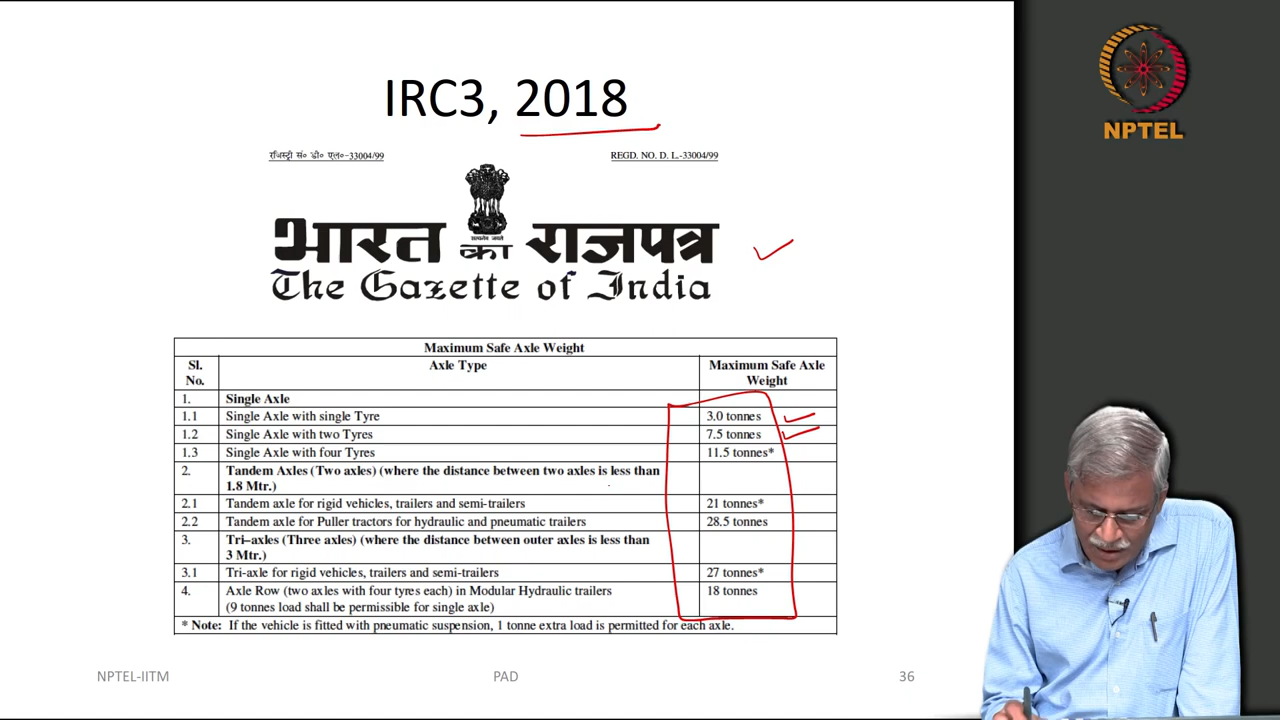 IRC3, 2018
NPTEL
रजिस्ट्री सं० डी० एल०-33004/99
REGD. NO. D. L.-33004/99
भारत का राजपत्र
सत्यमेव जयते
The Gazette of India
Maximum Safe Axle Weight
Sl. No. Axle Type Maximum Safe Axle Weight
1. Single Axle
1.1 Single Axle with single Tyre 3.0 tonnes
1.2 Single Axle with two Tyres 7.5 tonnes
1.3 Single Axle with four Tyres 11.5 tonnes*
2. Tandem Axles (Two axles) (where the distance between two axles is less than
1.8 Mtr.)
2.1 Tandem axle for rigid vehicles, trailers and semi-trailers 21 tonnes*
2.2 Tandem axle for Puller tractors for hydraulic and pneumatic trailers 28.5 tonnes
3. Tri–axles (Three axles) (where the distance between outer axles is less than
3 Mtr.)
3.1 Tri-axle for rigid vehicles, trailers and semi-trailers 27 tonnes*
4. Axle Row (two axles with four tyres each) in Modular Hydraulic trailers 18 tonnes
(9 tonnes load shall be permissible for single axle)
* Note: If the vehicle is fitted with pneumatic suspension, 1 tonne extra load is permitted for each axle.
NPTEL-IITM PAD 36